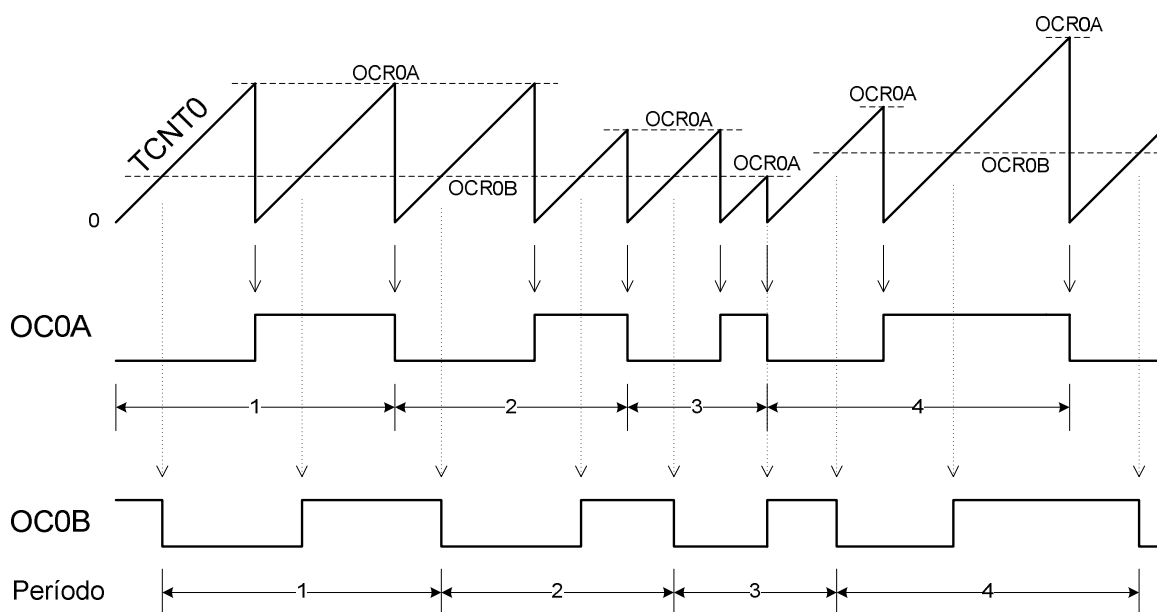 OCR0A
OCR0A
OCR0A
OCR0A
OCR0A
TCNT0
OCR0B
OCR0B
0
OC0A
1
2
3
4
OC0B
Período
1
2
3
4